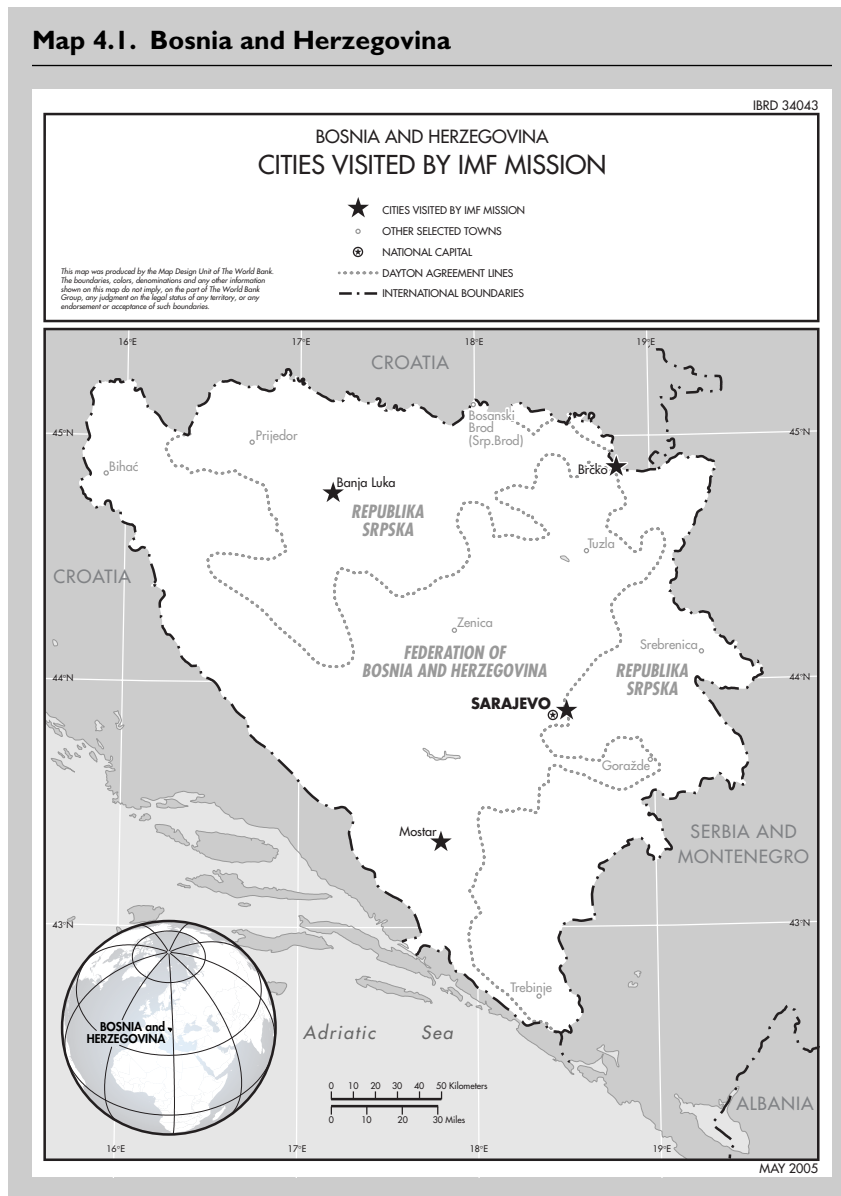 Map 4.1. Bosnia and Herzegovina
IBRD 34043
BOSNIA AND HERZEGOVINA
CITIES VISITED BY IMF MISSION
CITIES VISITED BY IMF MISSION
OTHER SELECTED TOWNS
NATIONAL CAPITAL
DAYTON AGREEMENT LINES
INTERNATIONAL BOUNDARIES
This map was produced by the Map Design Unit of The World Bank.
The boundaries, colors, denominations and any other information
shown on this map do not imply, on the part of The World Bank
Group, any judgment on the legal status of any territory, or any
endorsement or acceptance of such boundaries.
16°E
17°E
18°E
19°E
CROATIA
45°N
45°N
Bosanski
Brod
(Srp.Brod)
Prijedor
Bihać
Brčko
Banja Luka
REPUBLIKA
SRPSKA
Tuzla
CROATIA
Zenica
Srebrenica
FEDERATION OF
BOSNIA AND HERZEGOVINA
REPUBLIKA
SRPSKA
44°N
44°N
SARAJEVO
Goražde
Mostar
SERBIA AND
MONTENEGRO
43°N
43°N
Trebinje
BOSNIA and
HERZEGOVINA
Adriatic Sea
0 10 20 30 40 50 Kilometers
0 10 20 30 Miles
ALBANIA
16°E
17°E
18°E
19°E
MAY 2005